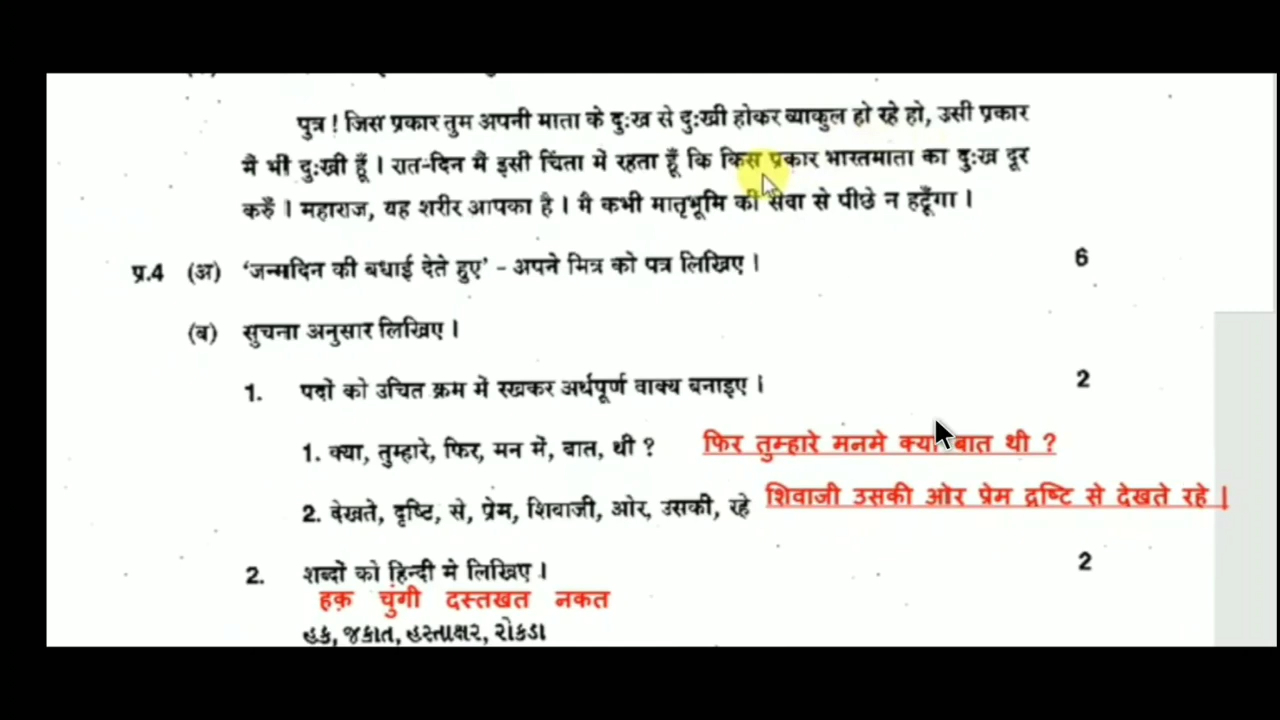 पुत्र ! जिस प्रकार तुम अपनी माता के दुःख से दुःखी होकर व्याकुल हो रहे हो, उसी प्रकार
मै भी दुःखी हूँ । रात-दिन मै इसी चिंता में रहता हूँ कि किस प्रकार भारतमाता का दुःख दूर
करुँ । महाराज, यह शरीर आपका है । मै कभी मातृभूमि की सेवा से पीछे न हटूँगा ।
प्र.4 (अ) ‘जन्मदिन की बधाई देते हुए’ - अपने मित्र को पत्र लिखिए । 6
(ब) सुचना अनुसार लिखिए ।
1. पदों को उचित क्रम में रखकर अर्थपूर्ण वाक्य बनाइए । 2
1. क्या, तुम्हारे, फिर, मन में, बात, थी ? फिर तुम्हारे मनमे क्या बात थी ?
2. देखते, दृष्टि, से, प्रेम, शिवाजी, ओर, उसकी, रहे शिवाजी उसकी ओर प्रेम द्रष्टि से देखते रहे |
2. शब्दों को हिन्दी मे लिखिए । 2
हक़ चुंगी दस्तखत नकत
હક, જકાત, હસ્તાક્ષર, રોકડા